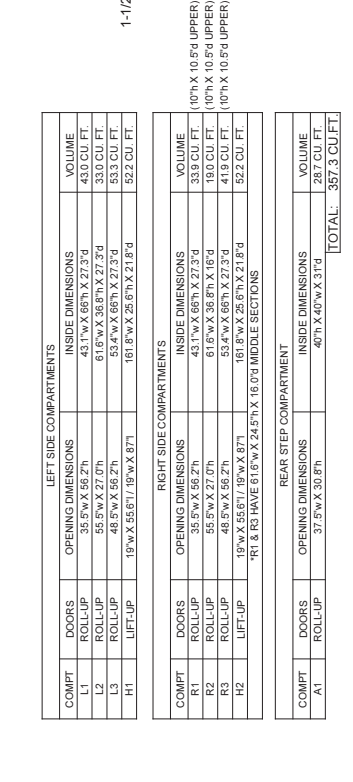 LEFT SIDE COMPARTMENTS
COMPT DOORS OPENING DIMENSIONS INSIDE DIMENSIONS VOLUME
L1 ROLL-UP 35.5"w X 56.2"h 43.1"w X 66"h X 27.3"d 43.0 CU. FT.
L2 ROLL-UP 55.5"w X 27.0"h 61.6"w X 36.8"h X 27.3"d 33.0 CU. FT.
L3 ROLL-UP 48.5"w X 56.2"h 53.4"w X 66"h X 27.3"d 53.3 CU. FT.
H1 LIFT-UP 19"w X 55.6"l / 19"w X 87"l 161.8"w X 25.6"h X 21.8"d 52.2 CU. FT.
1-1/2
RIGHT SIDE COMPARTMENTS
COMPT DOORS OPENING DIMENSIONS INSIDE DIMENSIONS VOLUME
R1 ROLL-UP 35.5"w X 56.2"h 43.1"w X 66"h X 27.3"d 33.9 CU. FT. (10"h X 10.5"d UPPER)
R2 ROLL-UP 55.5"w X 27.0"h 61.6"w X 36.8"h X 16"d 19.0 CU. FT. (10"h X 10.5"d UPPER)
R3 ROLL-UP 48.5"w X 56.2"h 53.4"w X 66"h X 27.3"d 41.9 CU. FT. (10"h X 10.5"d UPPER)
H2 LIFT-UP 19"w X 55.6"l / 19"w X 87"l 161.8"w X 25.6"h X 21.8"d 52.2 CU. FT.
*R1 & R3 HAVE 61.6"w X 24.5"h X 16.0"d MIDDLE SECTIONS
REAR STEP COMPARTMENT
COMPT DOORS OPENING DIMENSIONS INSIDE DIMENSIONS VOLUME
A1 ROLL-UP 37.5"w X 30.8"h 40"h X 40"w X 31"d 28.7 CU. FT.
TOTAL: 357.3 CU.FT.